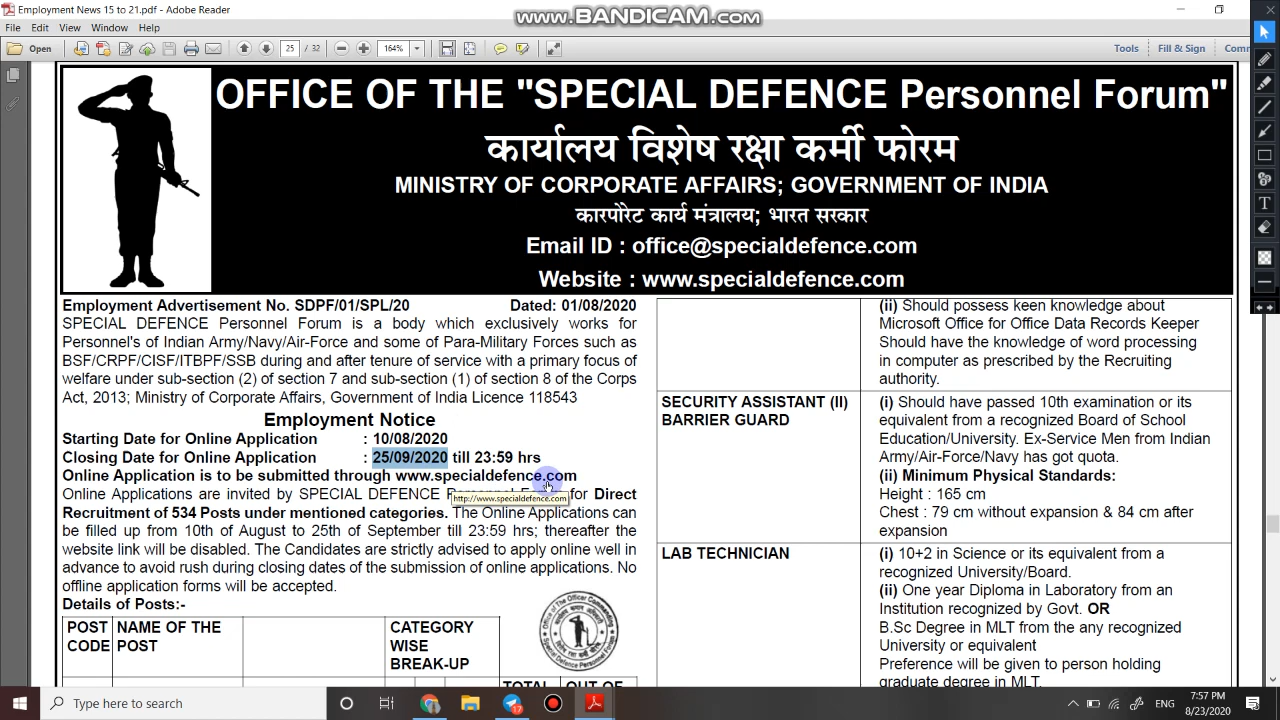 Employment News 15 to 21.pdf - Adobe Reader
www.BANDICAM.com
File Edit View Window Help
Open
25 / 32
164%
Tools Fill & Sign
OFFICE OF THE "SPECIAL DEFENCE Personnel Forum"
कार्यालय विशेष रक्षा कर्मी फोरम
MINISTRY OF CORPORATE AFFAIRS; GOVERNMENT OF INDIA
कारपोरेट कार्य मंत्रालय; भारत सरकार
Email ID : office@specialdefence.com
Website : www.specialdefence.com
Employment Advertisement No. SDPF/01/SPL/20 Dated: 01/08/2020
SPECIAL DEFENCE Personnel Forum is a body which exclusively works for
Personnel's of Indian Army/Navy/Air-Force and some of Para-Military Forces such as
BSF/CRPF/CISF/ITBPF/SSB during and after tenure of service with a primary focus of
welfare under sub-section (2) of section 7 and sub-section (1) of section 8 of the Corps
Act, 2013; Ministry of Corporate Affairs, Government of India Licence 118543
Employment Notice
Starting Date for Online Application : 10/08/2020
Closing Date for Online Application : 25/09/2020 till 23:59 hrs
Online Application is to be submitted through www.specialdefence.com
Online Applications are invited by SPECIAL DEFENCE for Direct
http://www.specialdefence.com
Recruitment of 534 Posts under mentioned categories. The Online Applications can
be filled up from 10th of August to 25th of September till 23:59 hrs; thereafter the
website link will be disabled. The Candidates are strictly advised to apply online well in
advance to avoid rush during closing dates of the submission of online applications. No
offline application forms will be accepted.
Details of Posts:-
POST CODE
NAME OF THE POST
CATEGORY WISE BREAK-UP
TOTAL OUT OF
Office of the Officer Commanding
Special Defence Personnel Forum
(ii) Should possess keen knowledge about
Microsoft Office for Office Data Records Keeper
Should have the knowledge of word processing
in computer as prescribed by the Recruiting
authority.
SECURITY ASSISTANT (II)
BARRIER GUARD
(i) Should have passed 10th examination or its
equivalent from a recognized Board of School
Education/University. Ex-Service Men from Indian
Army/Air-Force/Navy has got quota.
(ii) Minimum Physical Standards:
Height : 165 cm
Chest : 79 cm without expansion & 84 cm after
expansion
LAB TECHNICIAN
(i) 10+2 in Science or its equivalent from a
recognized University/Board.
(ii) One year Diploma in Laboratory from an
Institution recognized by Govt. OR
B.Sc Degree in MLT from the any recognized
University or equivalent
Preference will be given to person holding
graduate degree in MLT.
Type here to search
17
ENG
7:57 PM
8/23/2020